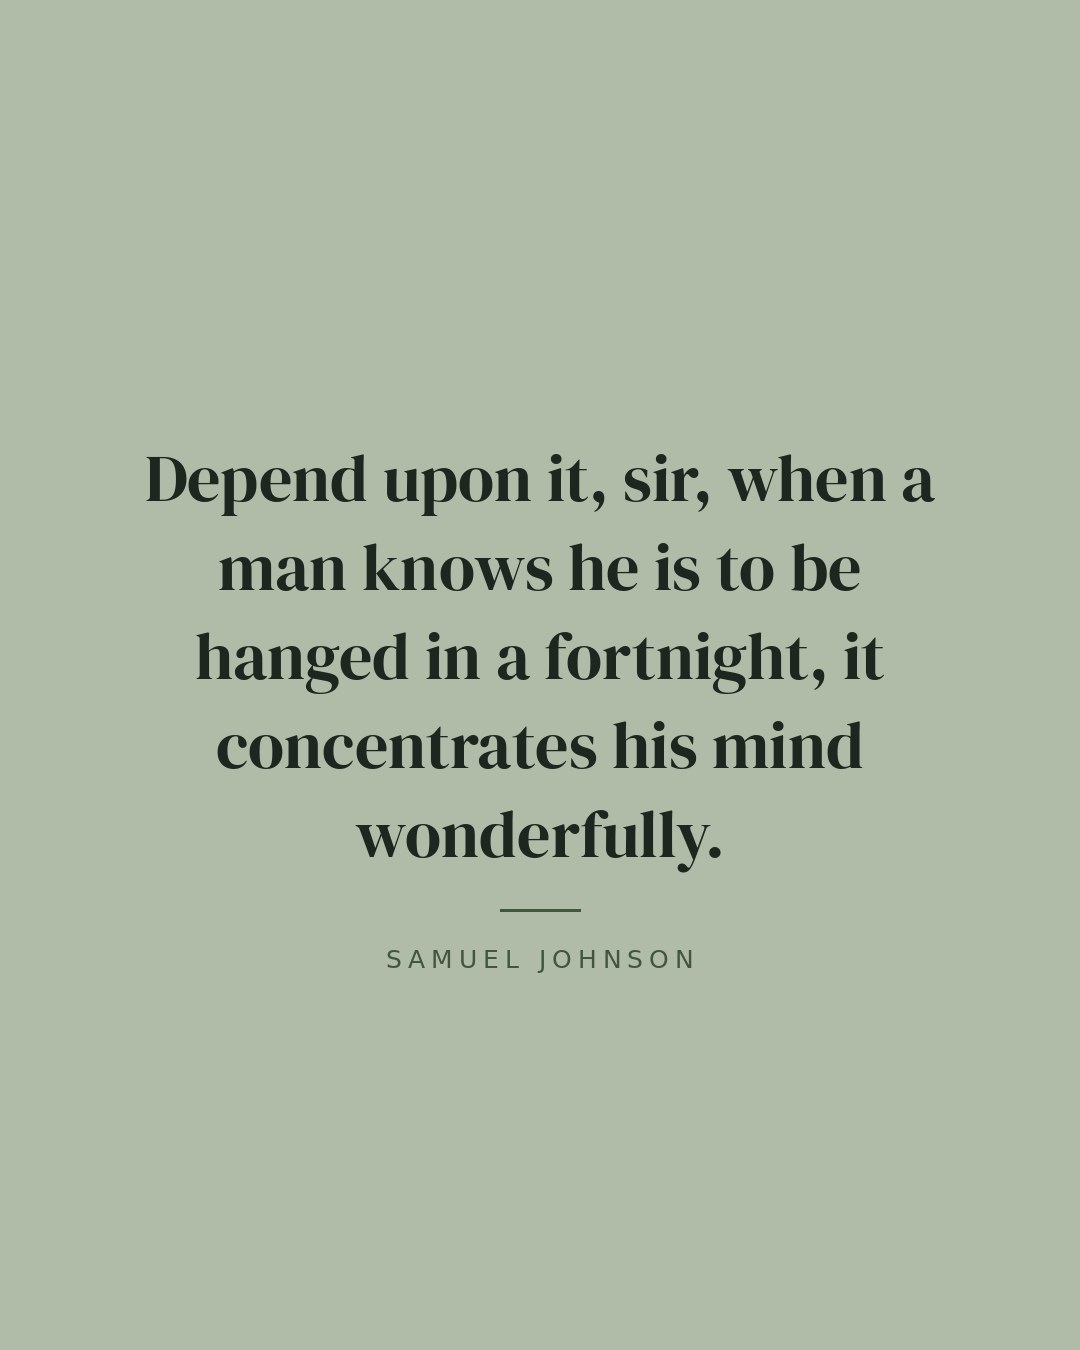 Depend upon it, sir, when a
man knows he is to be
hanged in a fortnight, it
concentrates his mind
wonderfully.
SAMUEL JOHNSON